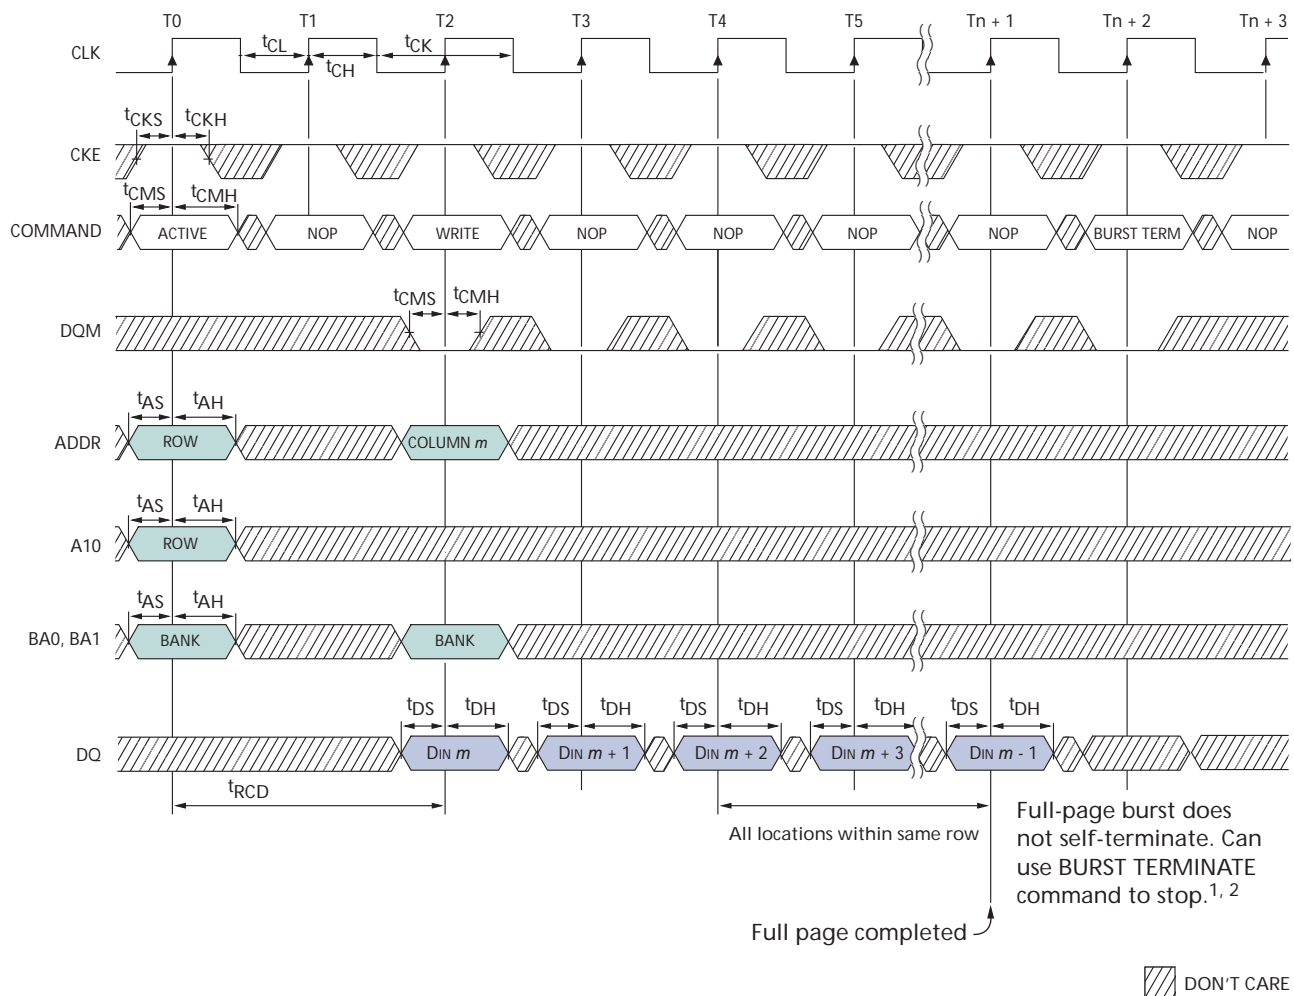 T0 T1 T2 T3 T4 T5 Tn + 1 Tn + 2 Tn + 3
CLK
tCL tCK
tCH
tCKS tCKH
CKE
tCMS tCMH
COMMAND ACTIVE NOP WRITE NOP NOP NOP NOP BURST TERM NOP
tCMS tCMH
DQM
tAS tAH
ADDR ROW COLUMN m
tAS tAH
A10 ROW
tAS tAH
BA0, BA1 BANK BANK
tDS tDH tDS tDH tDS tDH tDS tDH tDS tDH
DQ DIN m DIN m + 1 DIN m + 2 DIN m + 3 DIN m - 1
tRCD
All locations within same row
Full-page burst does
not self-terminate. Can
use BURST TERMINATE
command to stop.1, 2
Full page completed
DON'T CARE